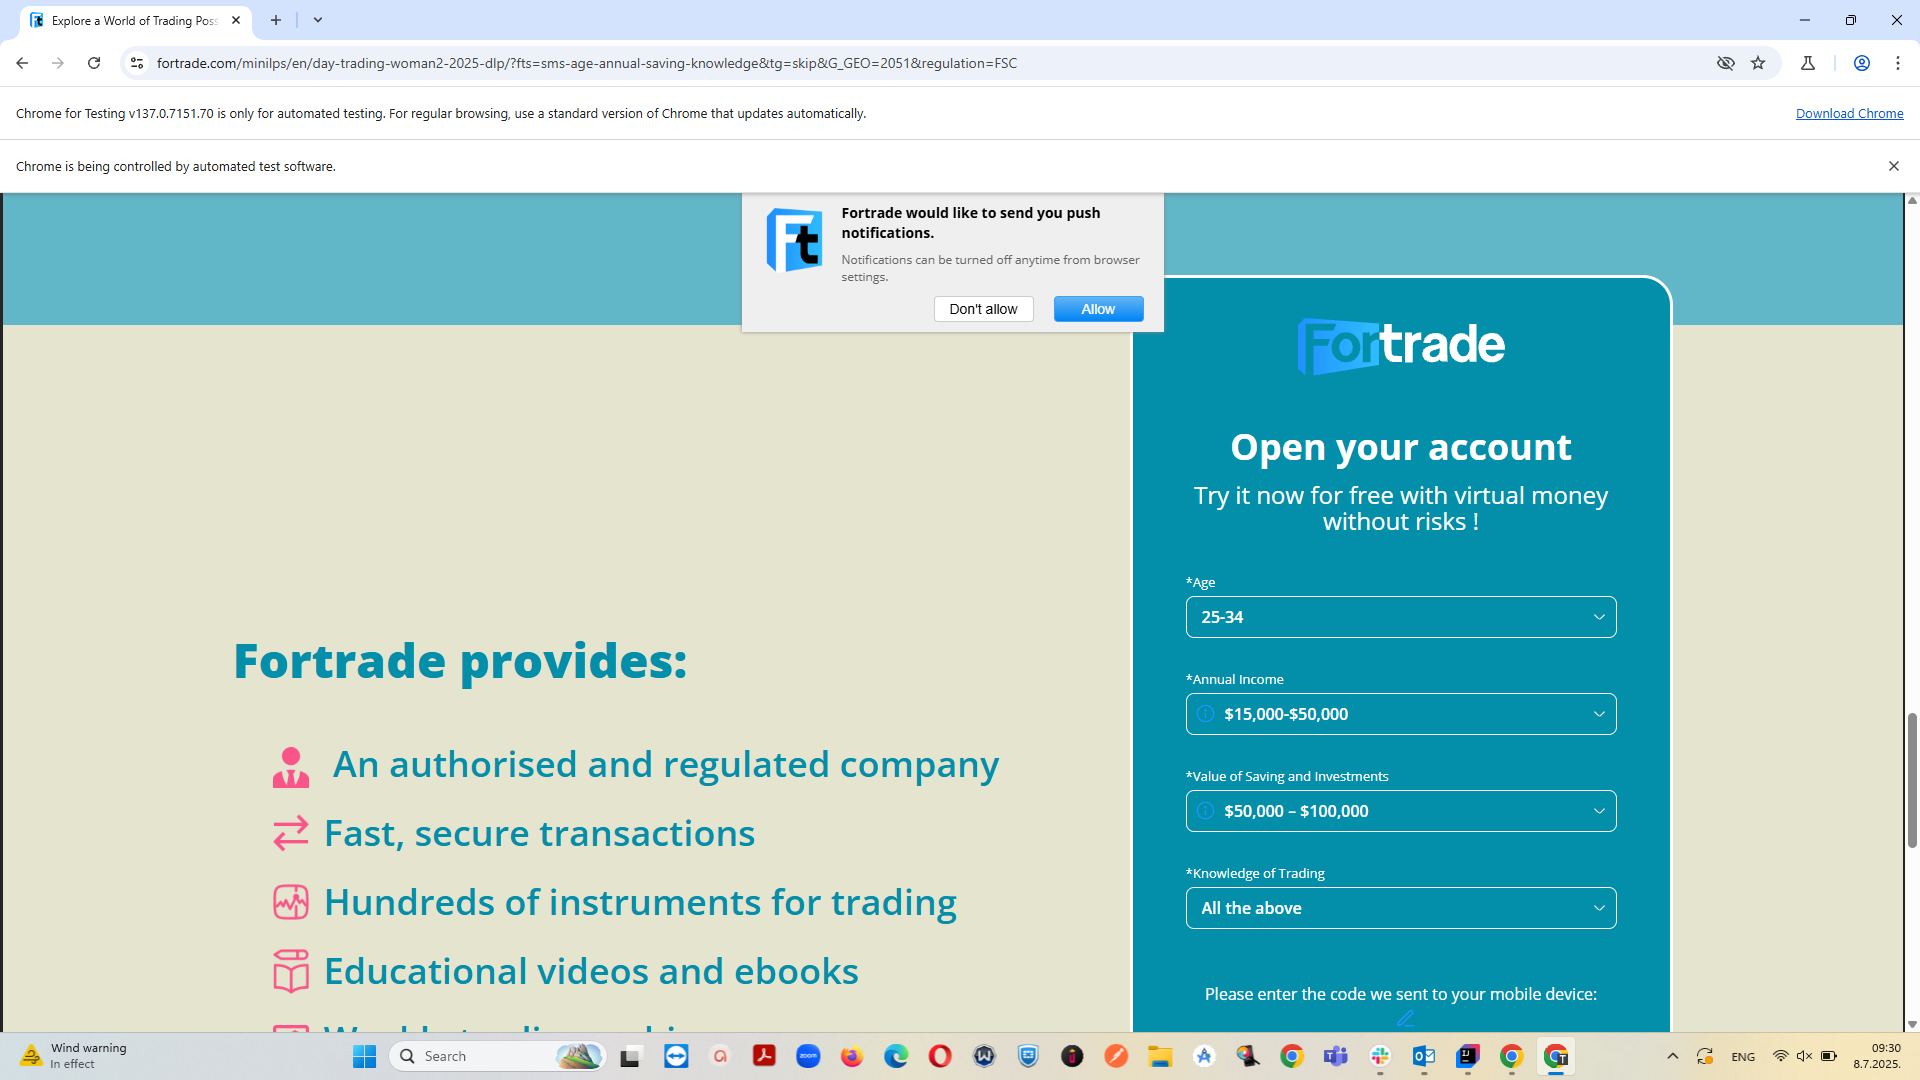 Explore a World of Trading Poss
fortrade.com/minilps/en/day-trading-woman2-2025-dlp/?fts=sms-age-annual-saving-knowledge&tg=skip&G_GEO=2051&regulation=FSC
Chrome for Testing v137.0.7151.70 is only for automated testing. For regular browsing, use a standard version of Chrome that updates automatically.
Download Chrome
Chrome is being controlled by automated test software.
Ft
Fortrade would like to send you push
notifications.
Notifications can be turned off anytime from browser
settings.
Don't allow
Allow
Fortrade
Open your account
Try it now for free with virtual money
without risks !
*Age
25-34
*Annual Income
$15,000-$50,000
*Value of Saving and Investments
$50,000 – $100,000
*Knowledge of Trading
All the above
Please enter the code we sent to your mobile device:
Fortrade provides:
An authorised and regulated company
Fast, secure transactions
Hundreds of instruments for trading
Educational videos and ebooks
Wind warning
In effect
Search
zoom
ENG
09:30
8.7.2025.